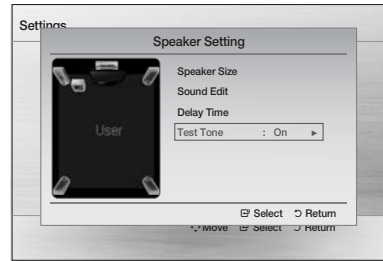 Settings
Speaker Setting
Speaker Size
Sound Edit
Delay Time
Test Tone : On ►
User
Select Return
Move Select Return